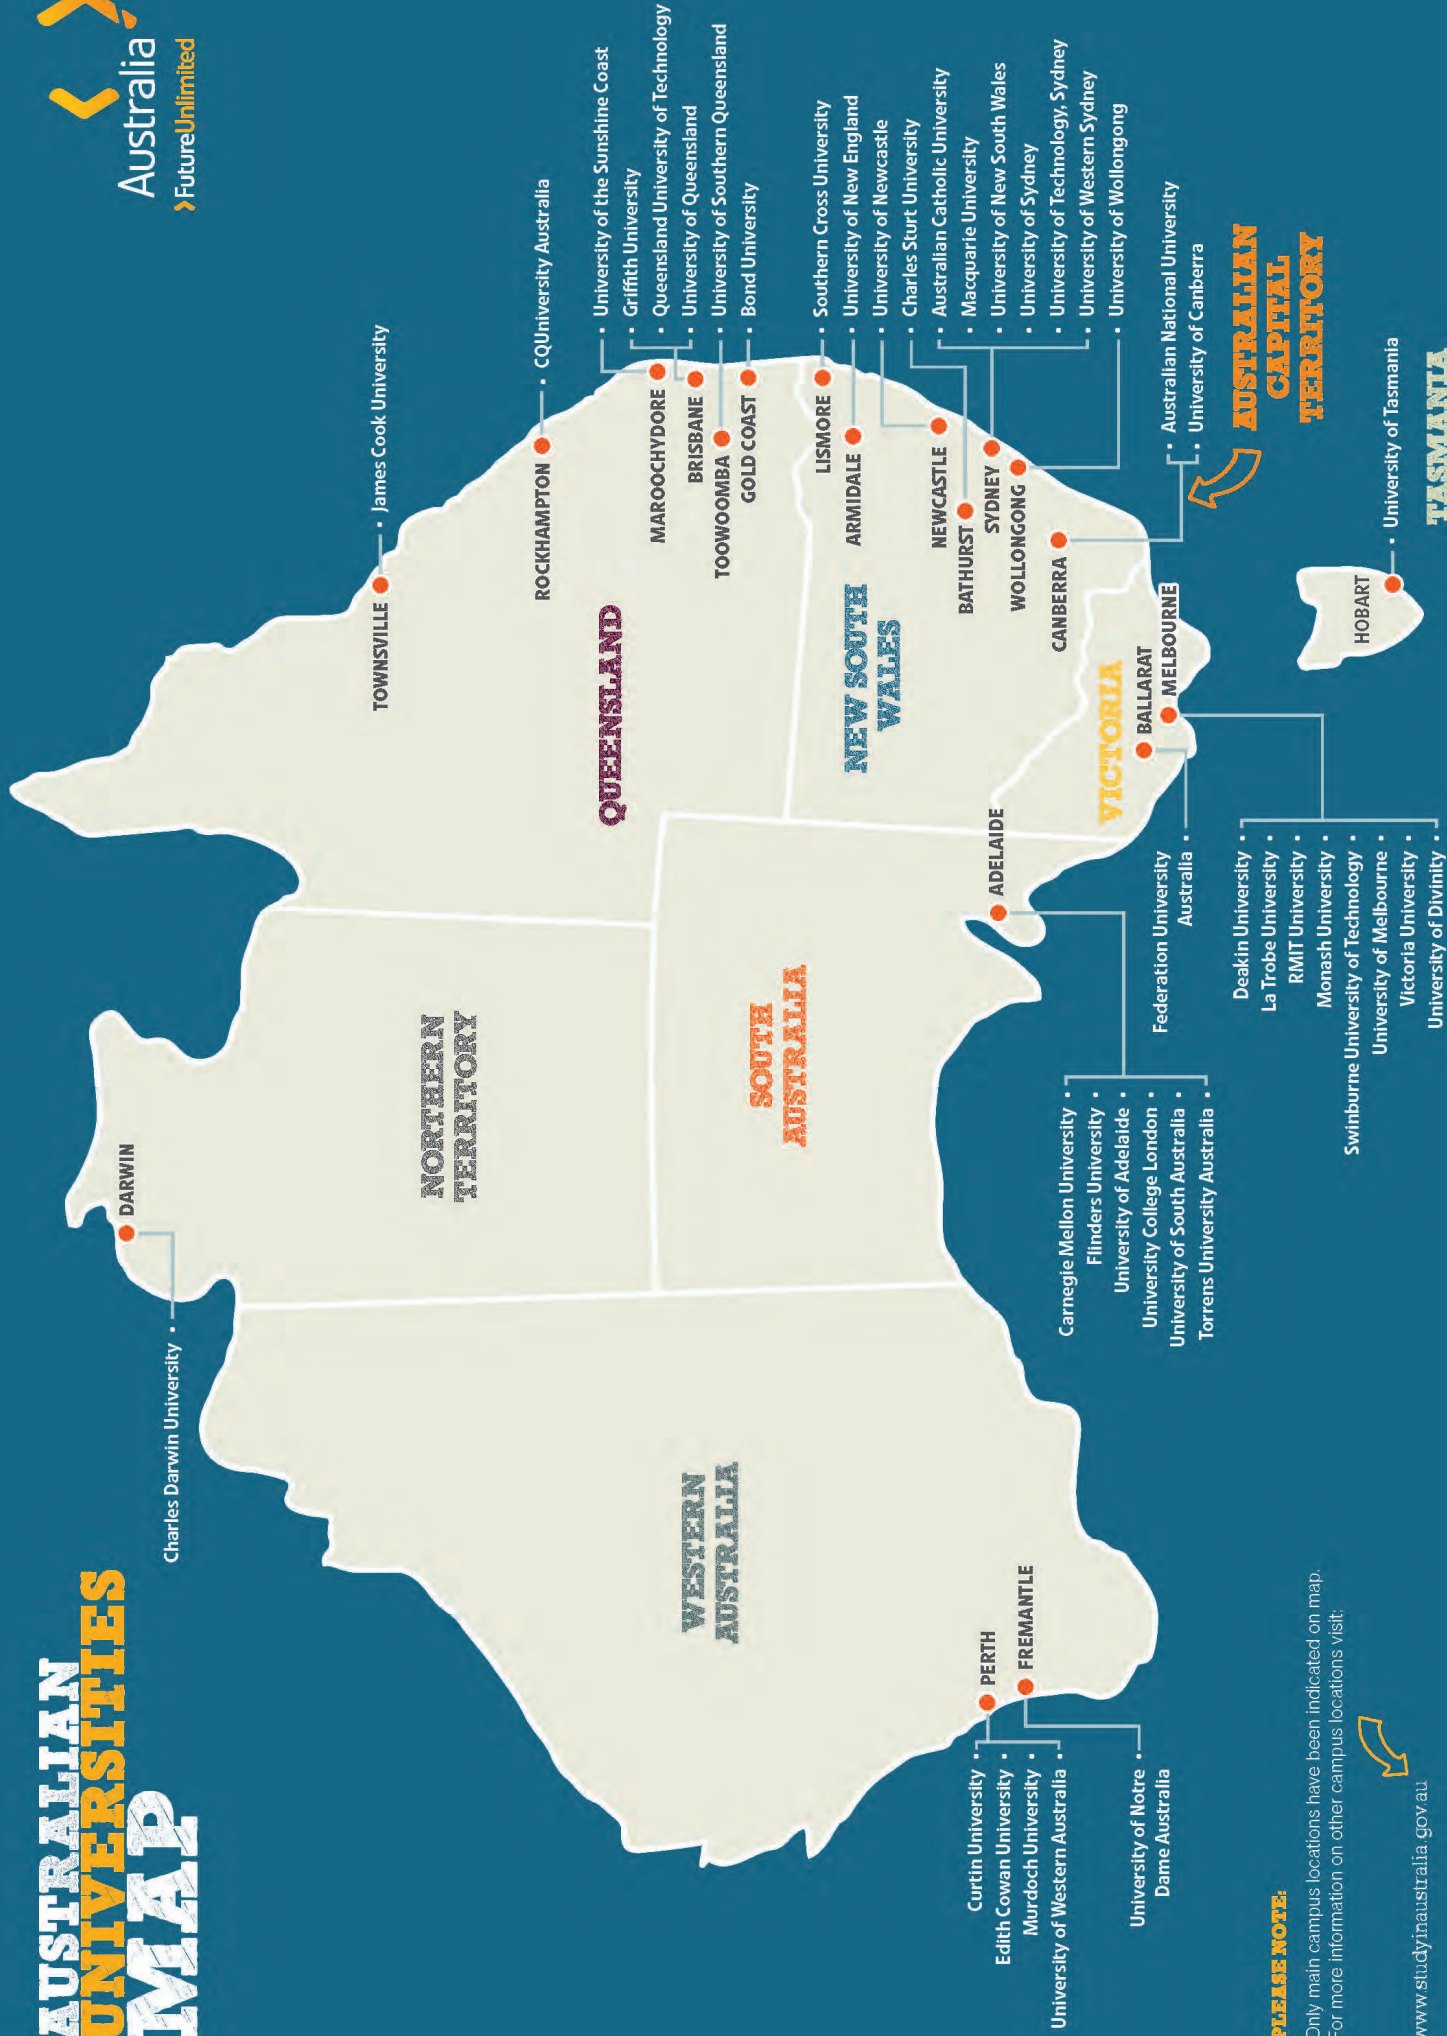 AUSTRALIAN
UNIVERSITIES
MAP
Australia
FutureUnlimited
Charles Darwin University
DARWIN
NORTHERN
TERRITORY
WESTERN
AUSTRALIA
SOUTH
AUSTRALIA
QUEENSLAND
NEW SOUTH
WALES
VICTORIA
TOWNSVILLE
James Cook University
ROCKHAMPTON
CQUniversity Australia
MAROOCHYDORE
BRISBANE
TOOWOOMBA
GOLD COAST
University of the Sunshine Coast
Griffith University
Queensland University of Technology
University of Queensland
University of Southern Queensland
Bond University
LISMORE
ARMIDALE
NEWCASTLE
BATHURST
SYDNEY
WOLLONGONG
CANBERRA
Southern Cross University
University of New England
University of Newcastle
Charles Sturt University
Australian Catholic University
Macquarie University
University of New South Wales
University of Sydney
University of Technology, Sydney
University of Western Sydney
University of Wollongong
Australian National University
University of Canberra
AUSTRALIAN
CAPITAL
TERRITORY
PERTH
FREMANTLE
Curtin University
Edith Cowan University
Murdoch University
University of Western Australia
University of Notre
Dame Australia
ADELAIDE
Carnegie Mellon University
Flinders University
University of Adelaide
University College London
University of South Australia
Torrens University Australia
BALLARAT
MELBOURNE
Federation University
Australia
Deakin University
La Trobe University
RMIT University
Monash University
Swinburne University of Technology
University of Melbourne
Victoria University
University of Divinity
HOBART
University of Tasmania
TASMANIA
PLEASE NOTE:
Only main campus locations have been indicated on map.
For more information on other campus locations visit:
www.studyinaustralia.gov.au